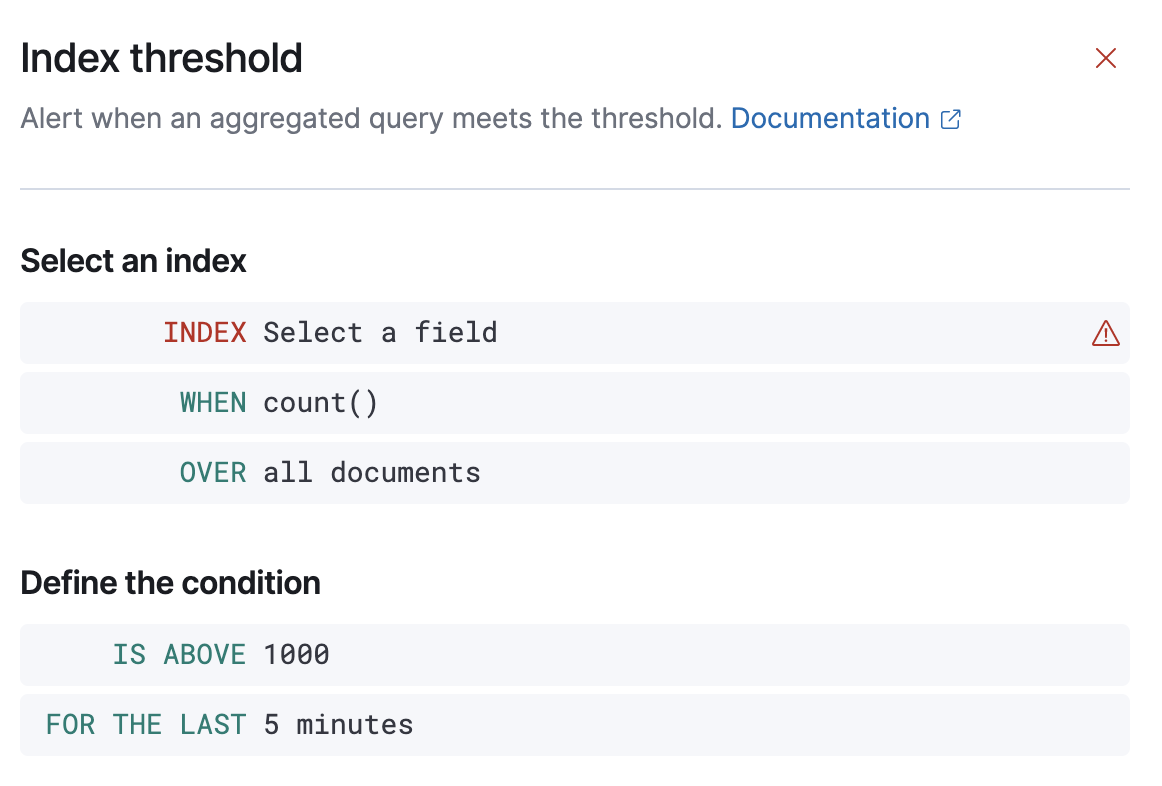 Index threshold
Alert when an aggregated query meets the threshold. Documentation
Select an index
INDEX Select a field
WHEN count()
OVER all documents
Define the condition
IS ABOVE 1000
FOR THE LAST 5 minutes